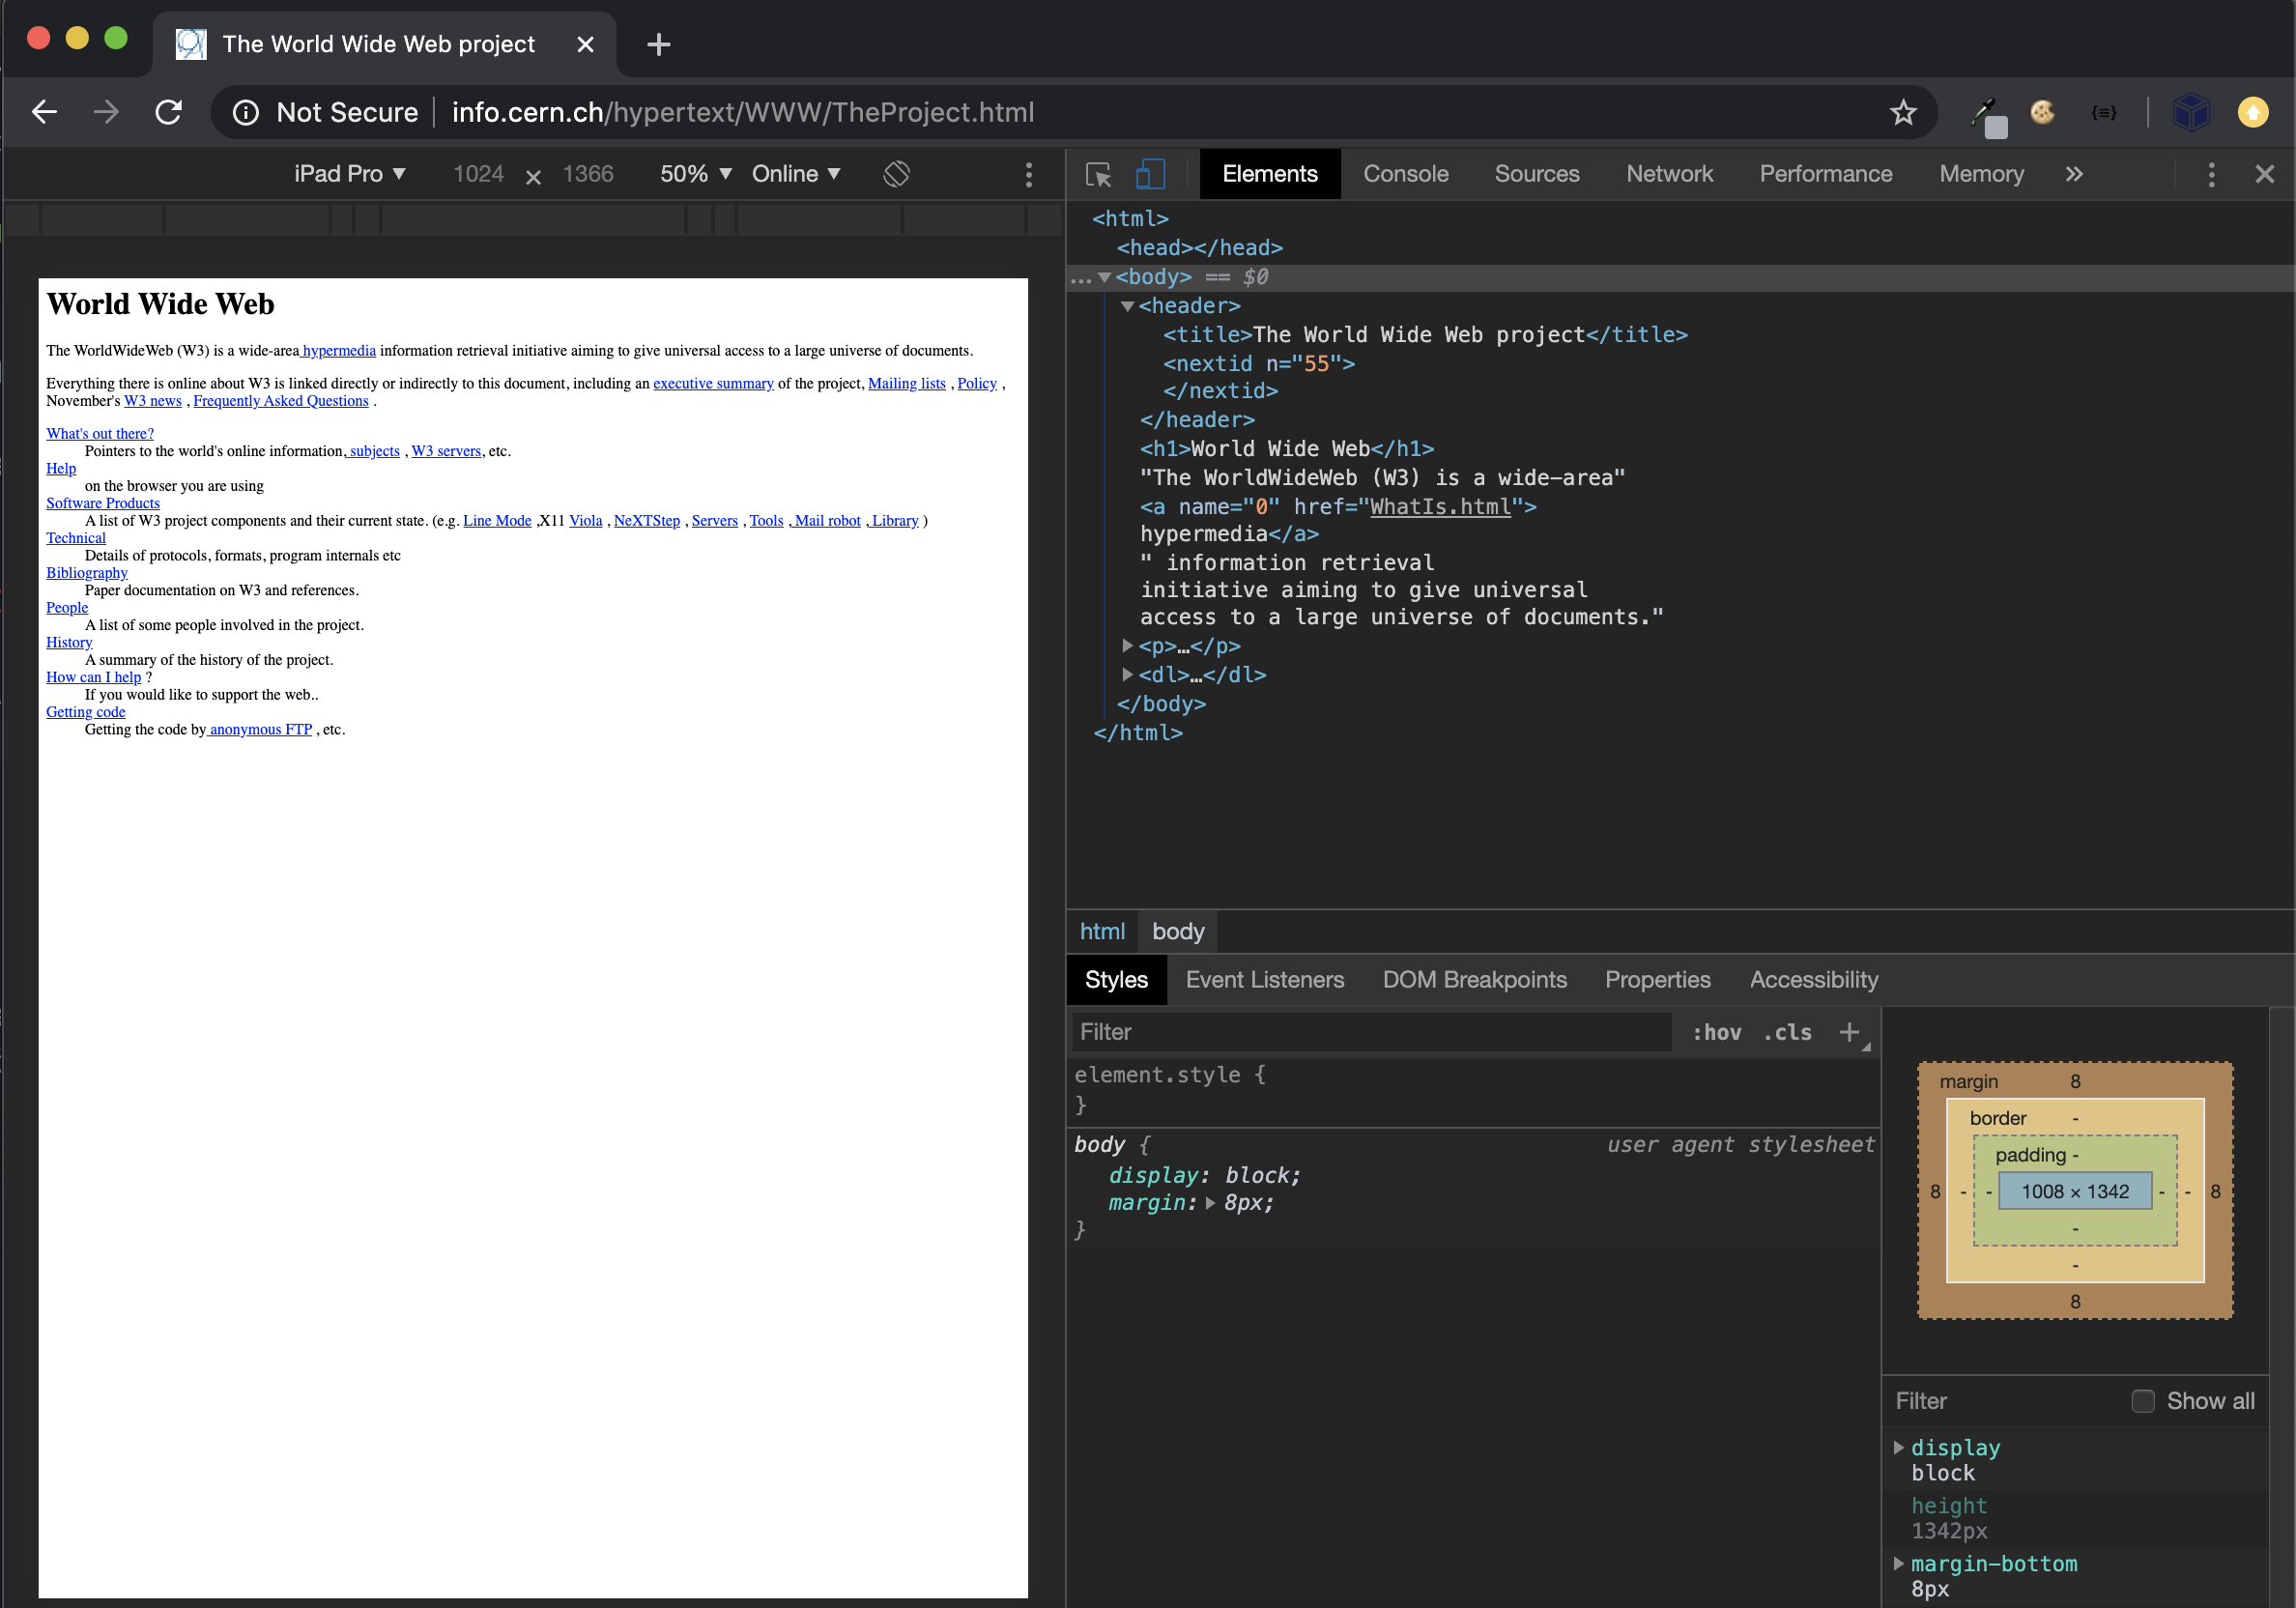 The World Wide Web project
Not Secure info.cern.ch/hypertext/WWW/TheProject.html
iPad Pro ▼ 1024 × 1366 50% ▼ Online ▼
World Wide Web
The WorldWideWeb (W3) is a wide-area hypermedia information retrieval initiative aiming to give universal access to a large universe of documents.
Everything there is online about W3 is linked directly or indirectly to this document, including an executive summary of the project, Mailing lists , Policy ,
November's W3 news , Frequently Asked Questions .
What's out there?
Pointers to the world's online information, subjects , W3 servers, etc.
Help
on the browser you are using
Software Products
A list of W3 project components and their current state. (e.g. Line Mode ,X11 Viola , NeXTStep , Servers , Tools , Mail robot , Library )
Technical
Details of protocols, formats, program internals etc
Bibliography
Paper documentation on W3 and references.
People
A list of some people involved in the project.
History
A summary of the history of the project.
How can I help ?
If you would like to support the web..
Getting code
Getting the code by anonymous FTP , etc.
Elements Console Sources Network Performance Memory »
<html>
<head></head>
…▼<body> == $0
▼<header>
<title>The World Wide Web project</title>
<nextid n="55">
</nextid>
</header>
<h1>World Wide Web</h1>
"The WorldWideWeb (W3) is a wide-area"
<a name="0" href="WhatIs.html">
hypermedia</a>
" information retrieval
initiative aiming to give universal
access to a large universe of documents."
▶<p>…</p>
▶<dl>…</dl>
</body>
</html>
html body
Styles Event Listeners DOM Breakpoints Properties Accessibility
Filter :hov .cls +
element.style {
}
body { user agent stylesheet
display: block;
margin:▶8px;
}
margin 8
border -
padding -
8 - - 1008 × 1342 - - 8
-
-
8
Filter Show all
▶display
block
height
1342px
▶margin-bottom
8px